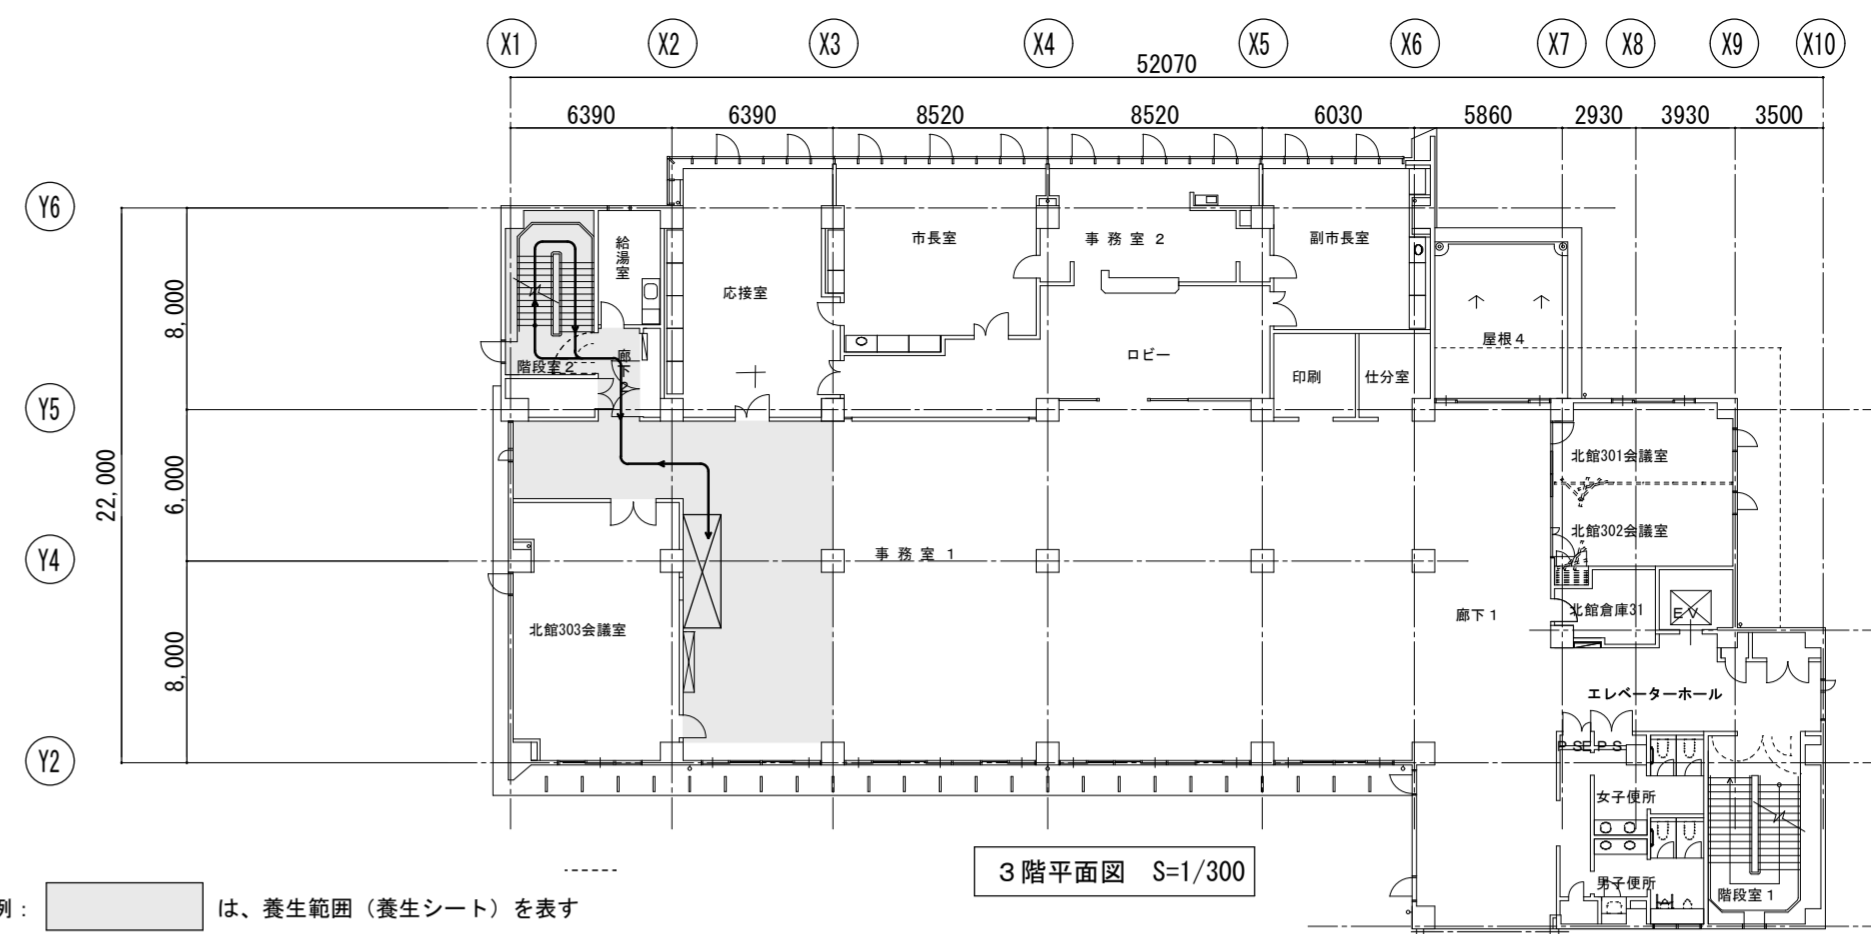 X1 X2 X3 X4 X5 X6 X7 X8 X9 X10
52070
6390 6390 8520 8520 6030 5860 2930 3930 3500
Y6
Y5
Y4
Y2
22,000
8,000
6,000
8,000
給湯室
応接室
市長室
事務室2
副市長室
屋根4
階段室2
廊下2
ロビー
印刷
仕分室
北館301会議室
北館302会議室
事務室1
北館303会議室
廊下1
北館倉庫31
EV
エレベーターホール
PS EPS
女子便所
男子便所
階段室1
3階平面図 S=1/300
例：
は、養生範囲（養生シート）を表す